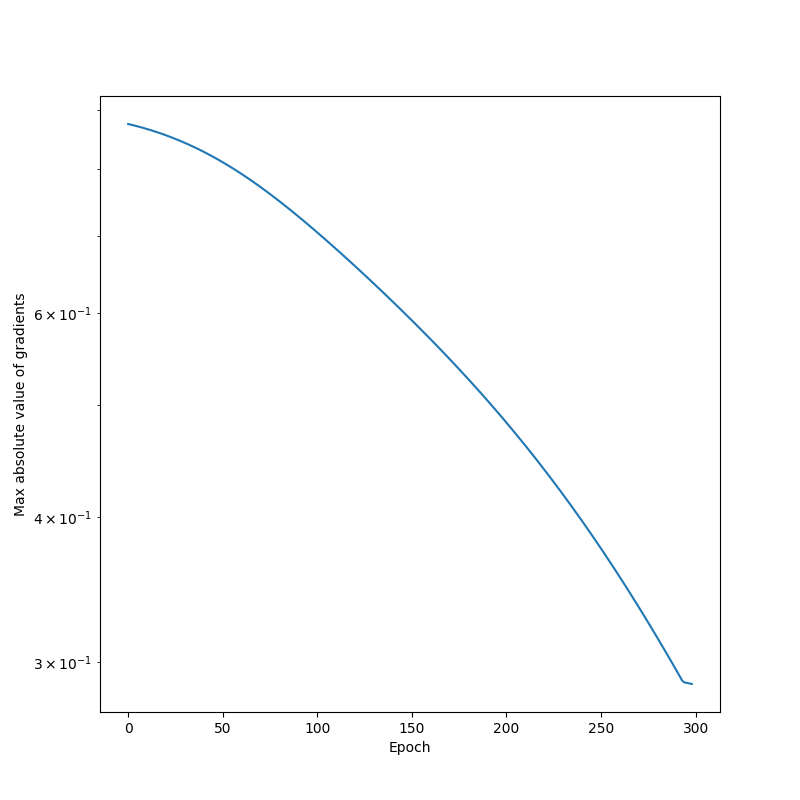 Max absolute value of gradients
6 × 10⁻¹
4 × 10⁻¹
3 × 10⁻¹
0 50 100 150 200 250 300
Epoch